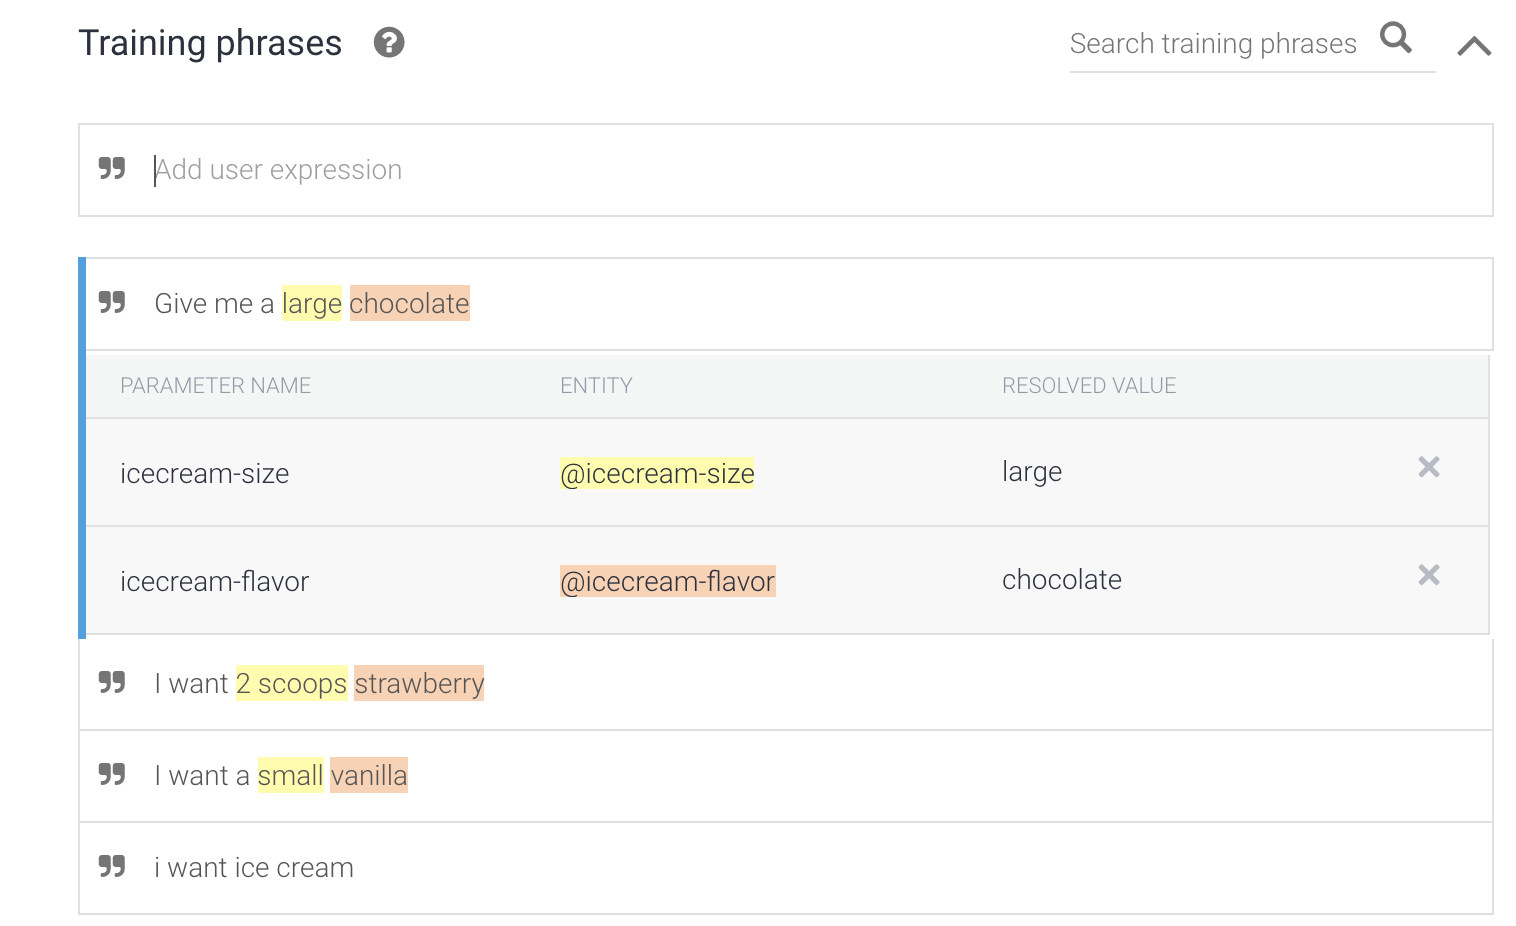 Training phrases ?
Search training phrases
Add user expression
Give me a large chocolate
PARAMETER NAME ENTITY RESOLVED VALUE
icecream-size @icecream-size large
icecream-flavor @icecream-flavor chocolate
I want 2 scoops strawberry
I want a small vanilla
i want ice cream